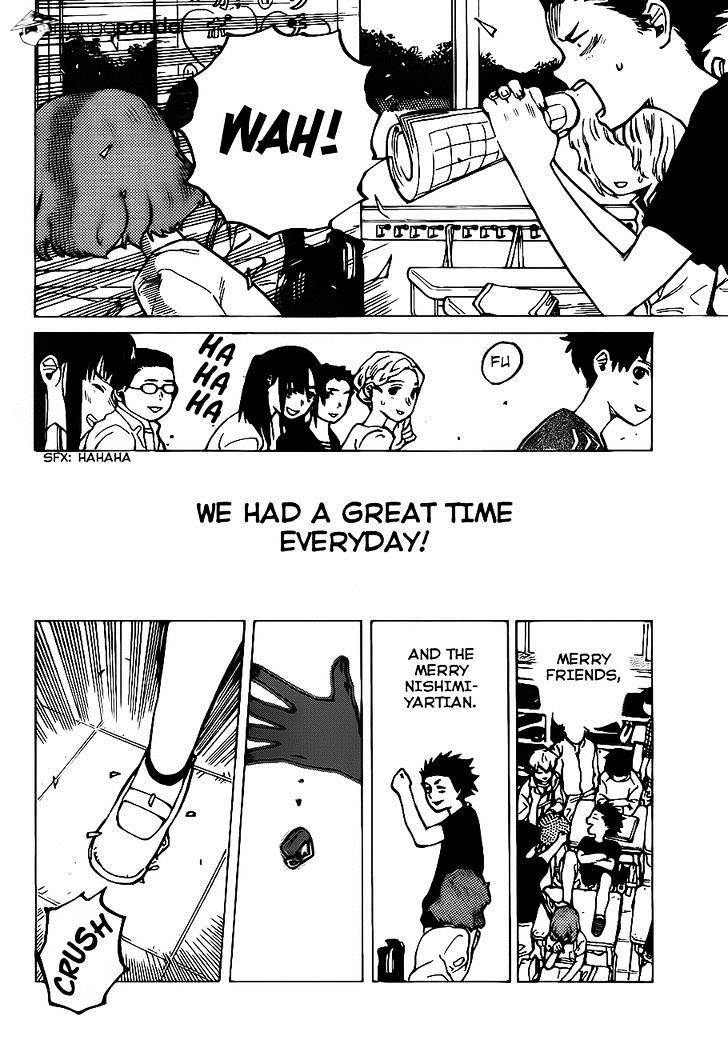 mangapanda
WAH!
FU
HA
HA
HA
SFX: HAHAHA
WE HAD A GREAT TIME
EVERYDAY!
MERRY
FRIENDS,
AND THE
MERRY
NISHIMI-
YARTIAN.
CRUSH